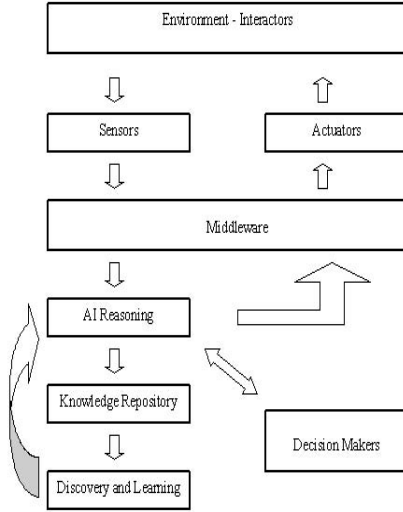 Environment - Interactors
Sensors
Actuators
Middleware
AI Reasoning
Knowledge Repository
Decision Makers
Discovery and Learning